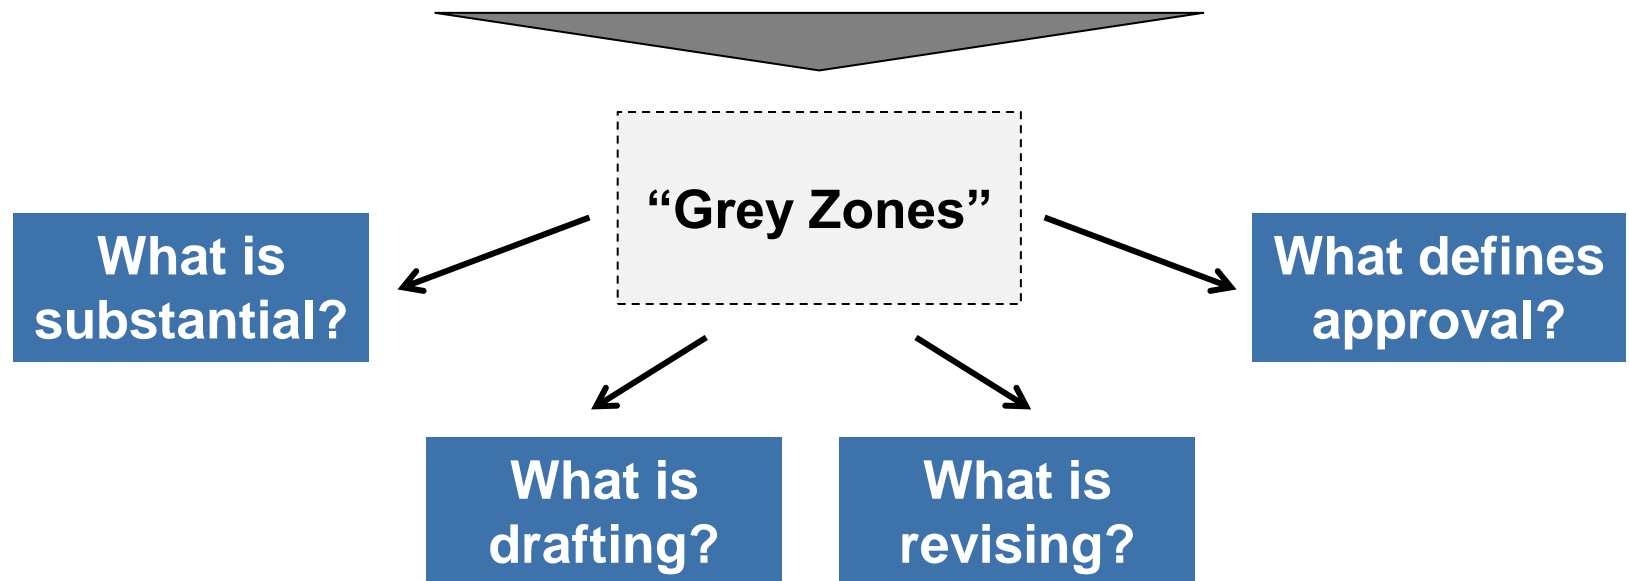 “Grey Zones”
What is
substantial?
What defines
approval?
What is
drafting?
What is
revising?